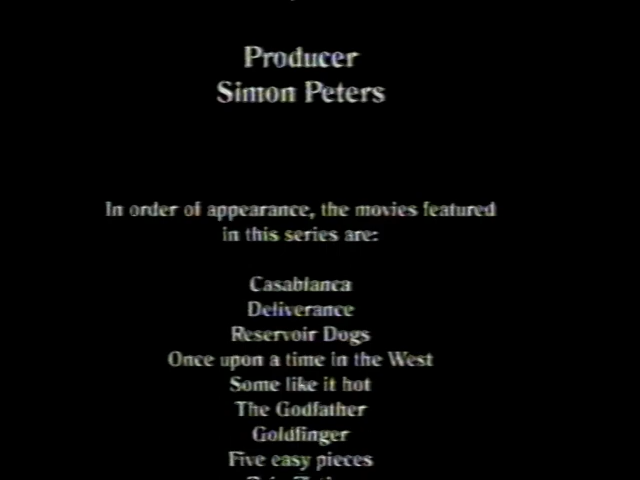 Producer
Simon Peters
In order of appearance, the movies featured
in this series are:
Casablanca
Deliverance
Reservoir Dogs
Once upon a time in the West
Some like it hot
The Godfather
Goldfinger
Five easy pieces